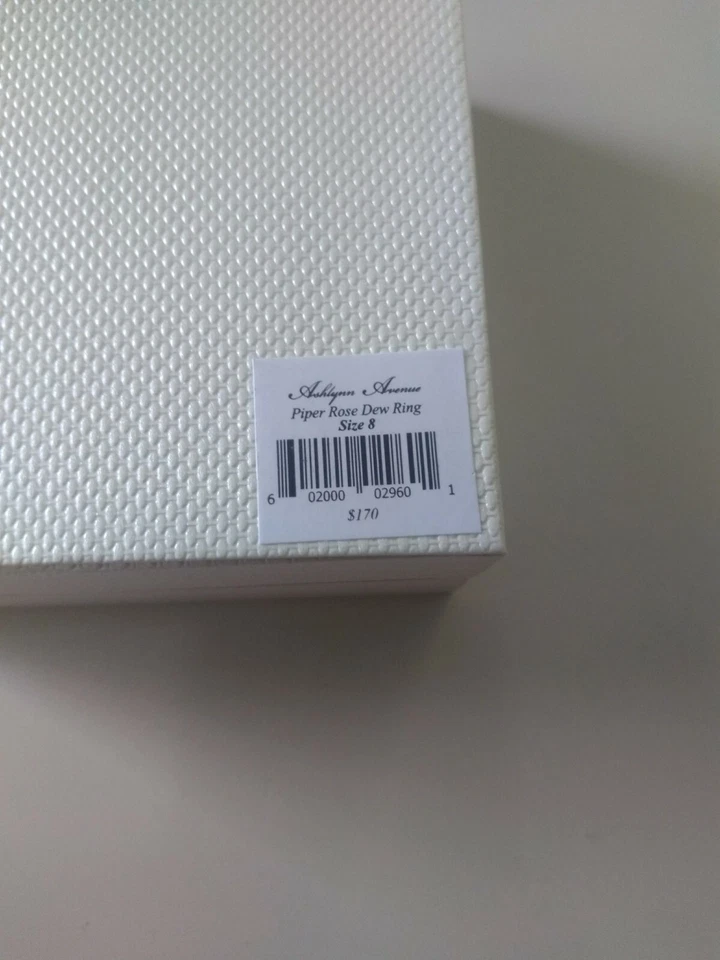 Ashlynn Avenue
Piper Rose Dew Ring
Size 8
6 02000 02960 1
$170